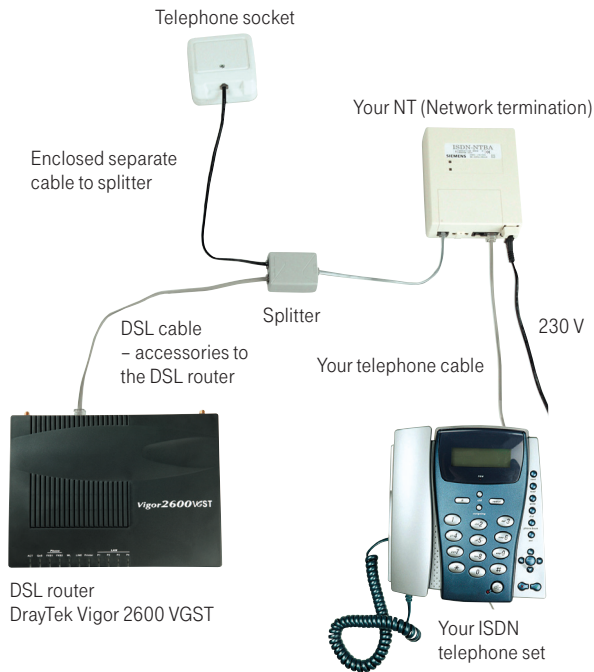 Telephone socket
Your NT (Network termination)
Enclosed separate
cable to splitter
ISDN-NTBA
SIEMENS
Splitter
230 V
DSL cable
– accessories to
the DSL router
Your telephone cable
Vigor2600VGST
DSL router
DrayTek Vigor 2600 VGST
Your ISDN
telephone set